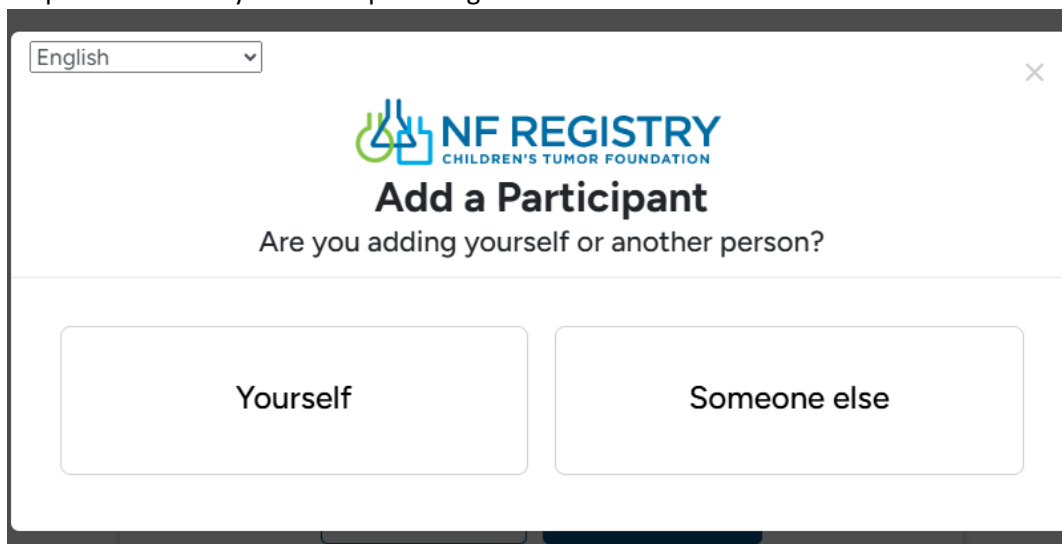 English
NF REGISTRY
CHILDREN'S TUMOR FOUNDATION
Add a Participant
Are you adding yourself or another person?
Yourself
Someone else